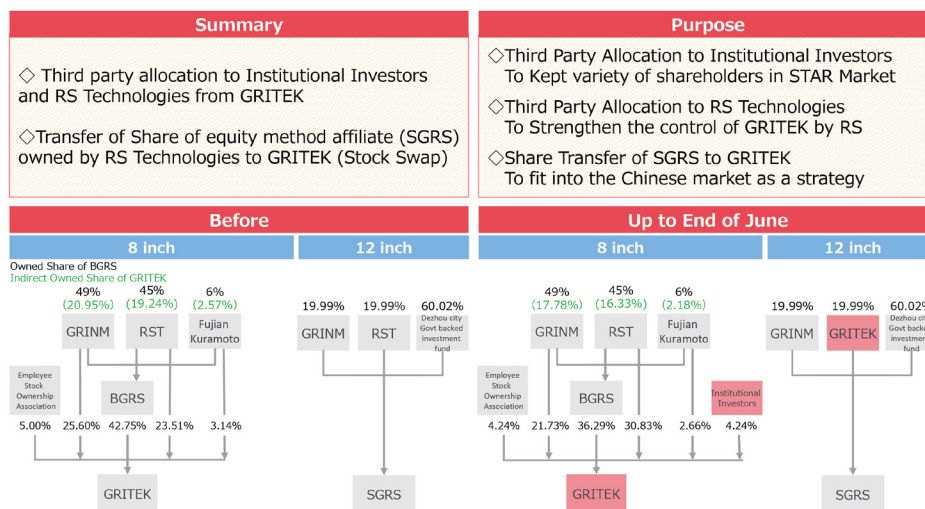 Summary
◇ Third party allocation to Institutional Investors
and RS Technologies from GRITEK
◇Transfer of Share of equity method affiliate (SGRS)
owned by RS Technologies to GRITEK (Stock Swap)
Purpose
◇Third Party Allocation to Institutional Investors
To Kept variety of shareholders in STAR Market
◇Third Party Allocation to RS Technologies
To Strengthen the control of GRITEK by RS
◇Share Transfer of SGRS to GRITEK
To fit into the Chinese market as a strategy
Before
8 inch
12 inch
Owned Share of BGRS
Indirect Owned Share of GRITEK
49% 45% 6%
(20.95%) (19.24%) (2.57%)
GRINM RST Fujian
Kuramoto
Employee
Stock
Ownership
Association
BGRS
5.00% 25.60% 42.75% 23.51% 3.14%
GRITEK
19.99% 19.99% 60.02%
GRINM RST Dezhou city
Govt backed
investment
fund
SGRS
Up to End of June
8 inch
12 inch
49% 45% 6%
(17.78%) (16.33%) (2.18%)
GRINM RST Fujian
Kuramoto
Employee
Stock
Ownership
Association
BGRS
Institutional
Investors
4.24% 21.73% 36.29% 30.83% 2.66% 4.24%
GRITEK
19.99% 19.99% 60.02%
GRINM GRITEK Dezhou city
Govt backed
investment
fund
SGRS